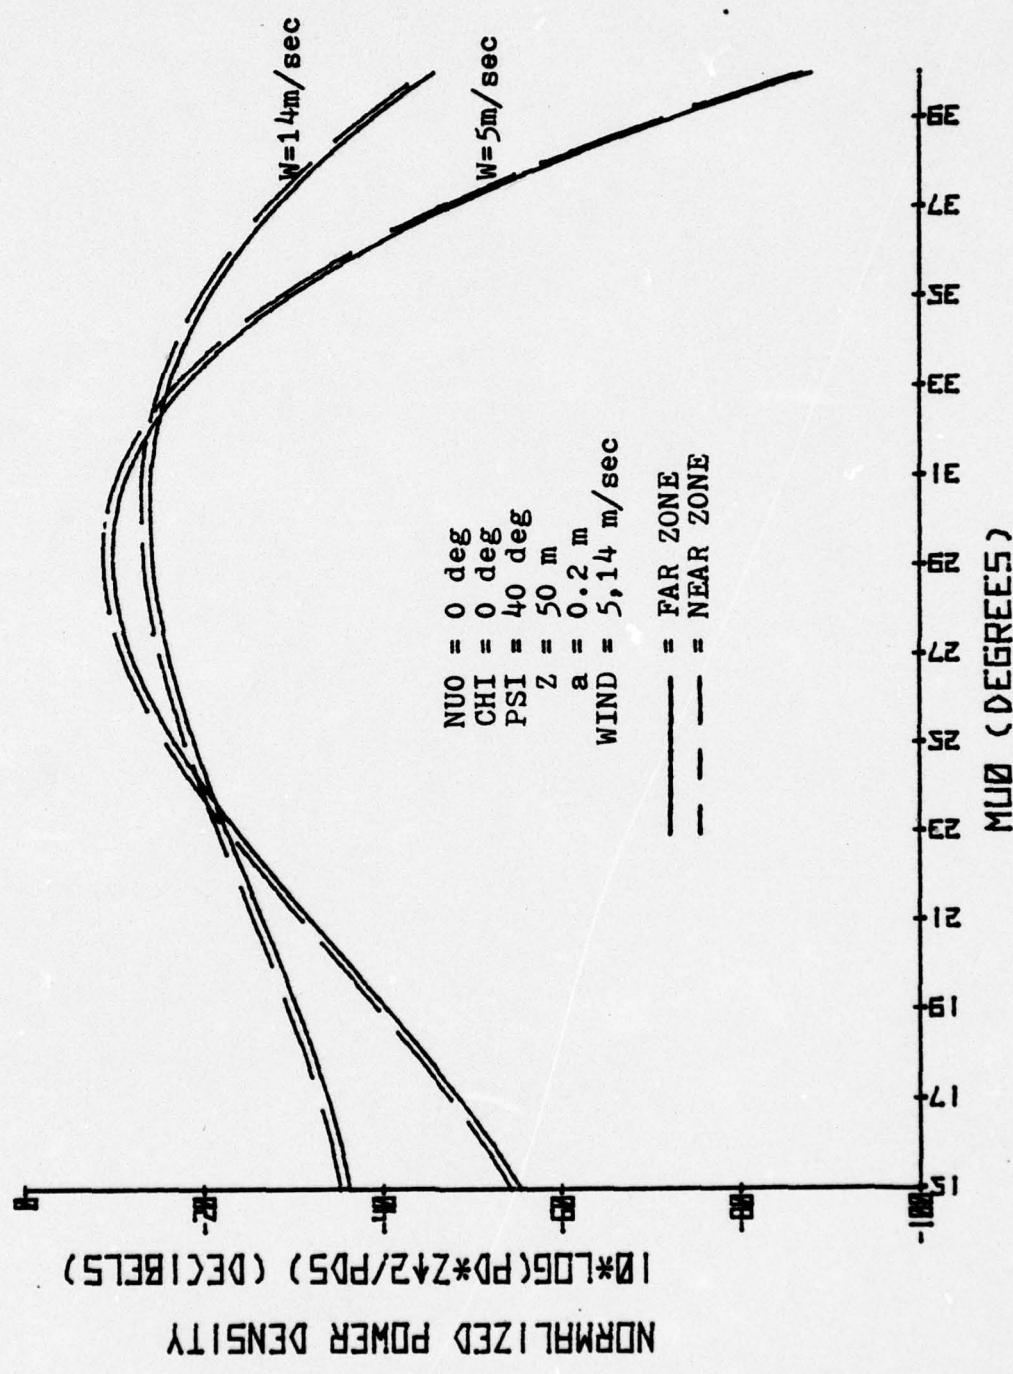 NORMALIZED POWER DENSITY
10*LOG(PD*Z↑2/PDS) (DECIBELS)
0
-20
-40
-60
-80
-100
W=14m/sec
W=5m/sec
NUO = 0 deg
CHI = 0 deg
PSI = 40 deg
Z = 50 m
a = 0.2 m
WIND = 5,14 m/sec
= FAR ZONE
= NEAR ZONE
15 17 19 21 23 25 27 29 31 33 35 37 39
MU0 (DEGREES)